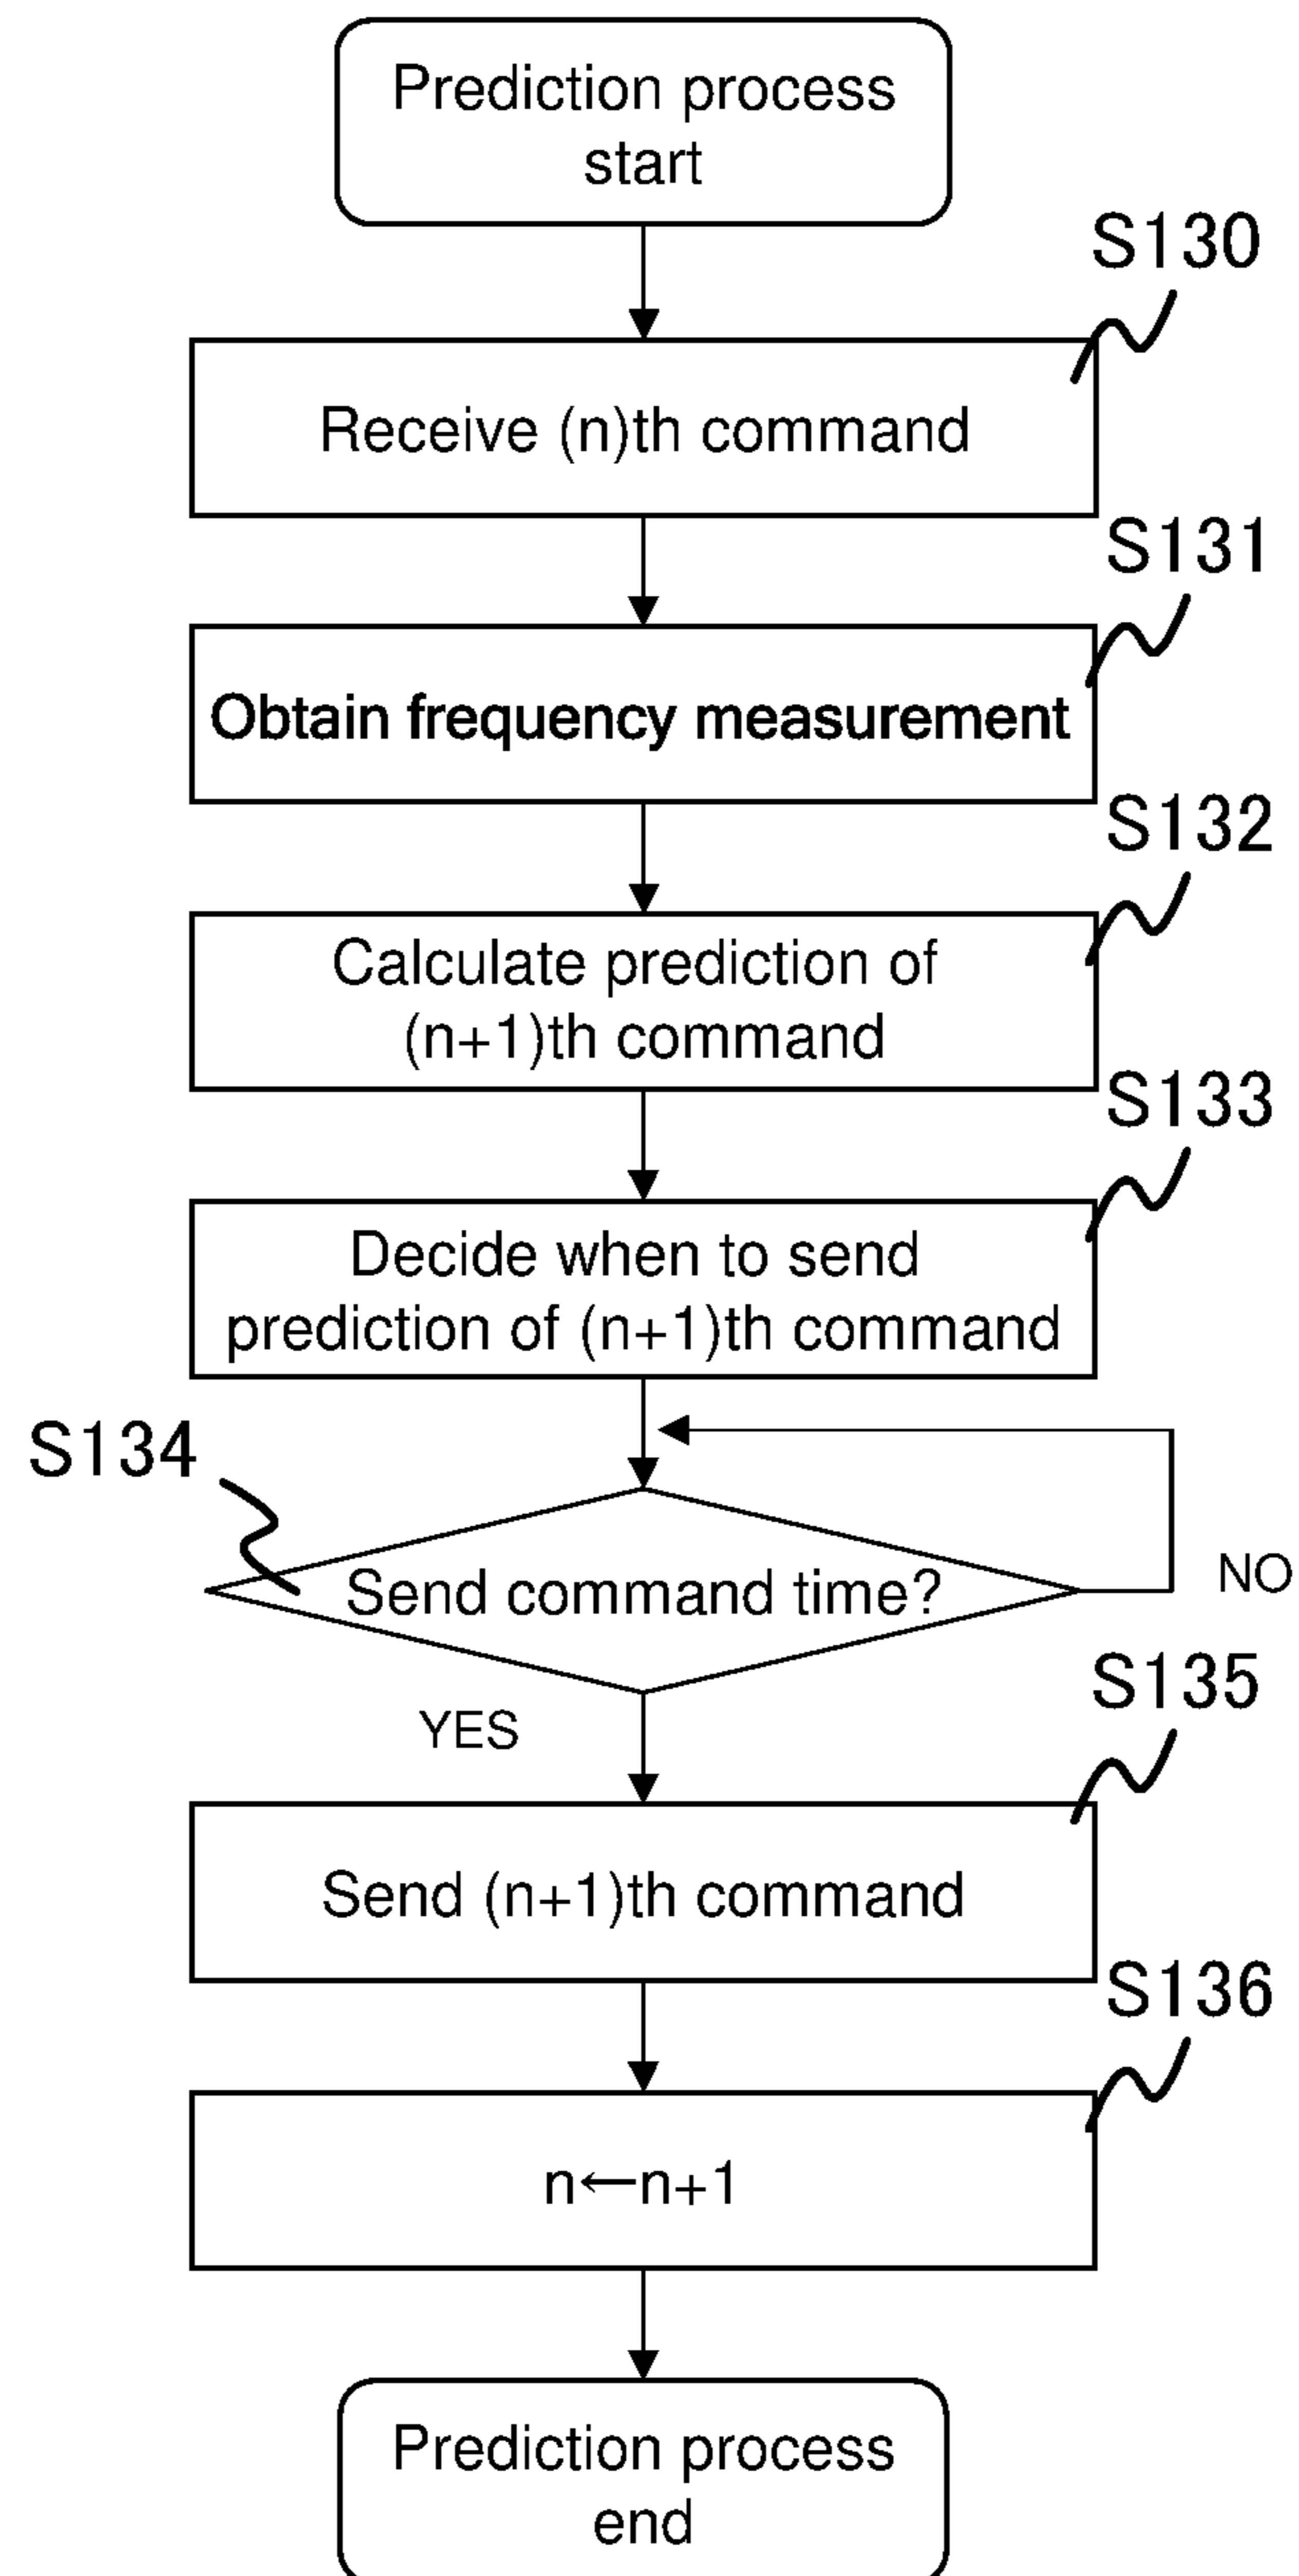 Prediction process
start
S130
Receive (n)th command
S131
Obtain frequency measurement
S132
Calculate prediction of
(n+1)th command
S133
Decide when to send
prediction of (n+1)th command
S134
Send command time?
NO
YES
S135
Send (n+1)th command
S136
n←n+1
Prediction process
end